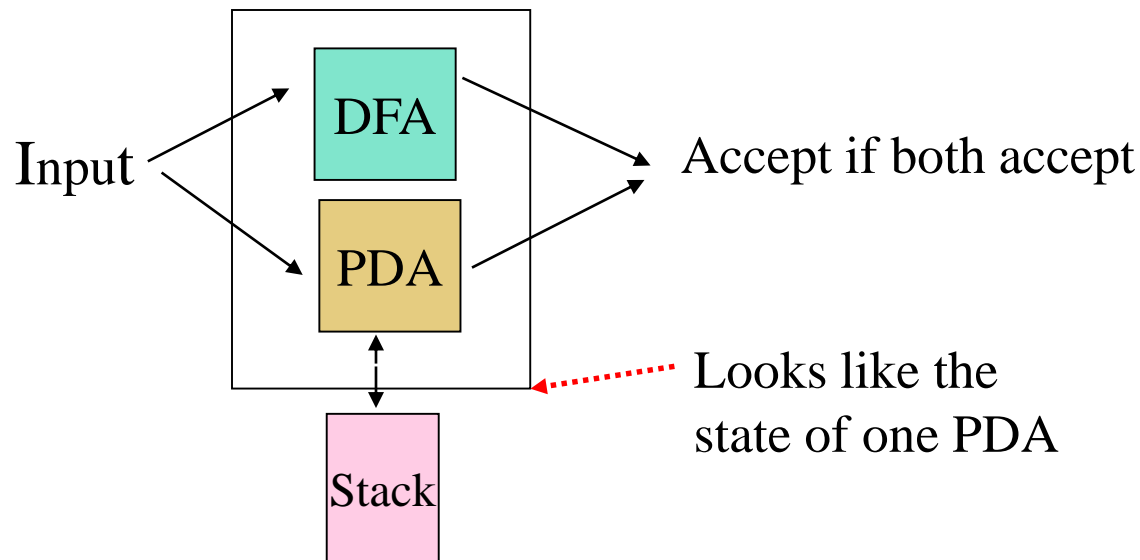 DFA
Input
Accept if both accept
PDA
Looks like the
state of one PDA
Stack